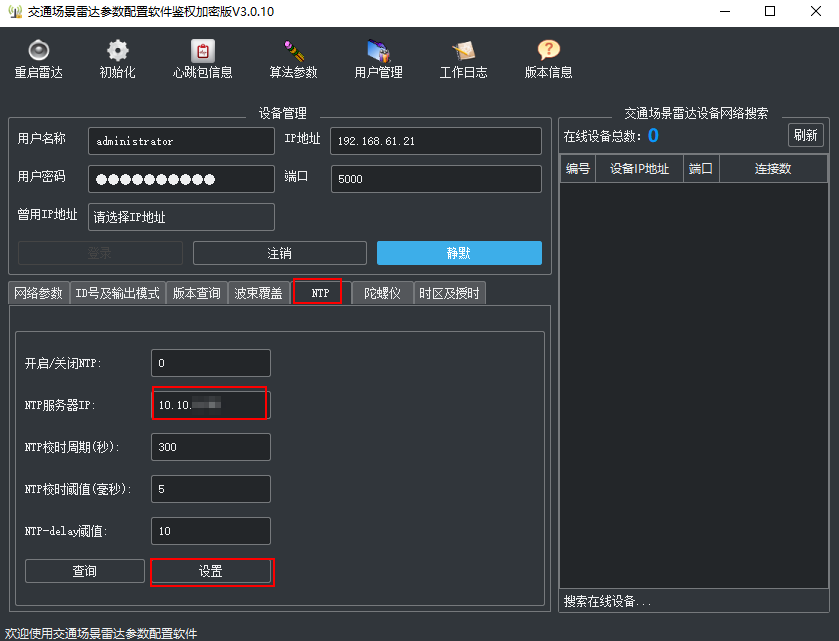 交通场景雷达参数配置软件鉴权加密版V3.0.10
重启雷达 初始化 心跳包信息 算法参数 用户管理 工作日志 版本信息
设备管理
用户名称 administrator IP地址 192.168.61.21
用户密码 ●●●●●●●●●● 端口 5000
曾用IP地址 请选择IP地址
登录 注销 静默
网络参数 ID号及输出模式 版本查询 波束覆盖 NTP 陀螺仪 时区及授时
开启/关闭NTP: 0
NTP服务器IP: 10.10.
NTP校时周期(秒): 300
NTP校时阈值(毫秒): 5
NTP-delay阈值: 10
查询 设置
交通场景雷达设备网络搜索
在线设备总数: 0 刷新
编号 设备IP地址 端口 连接数
搜索在线设备...
欢迎使用交通场景雷达参数配置软件